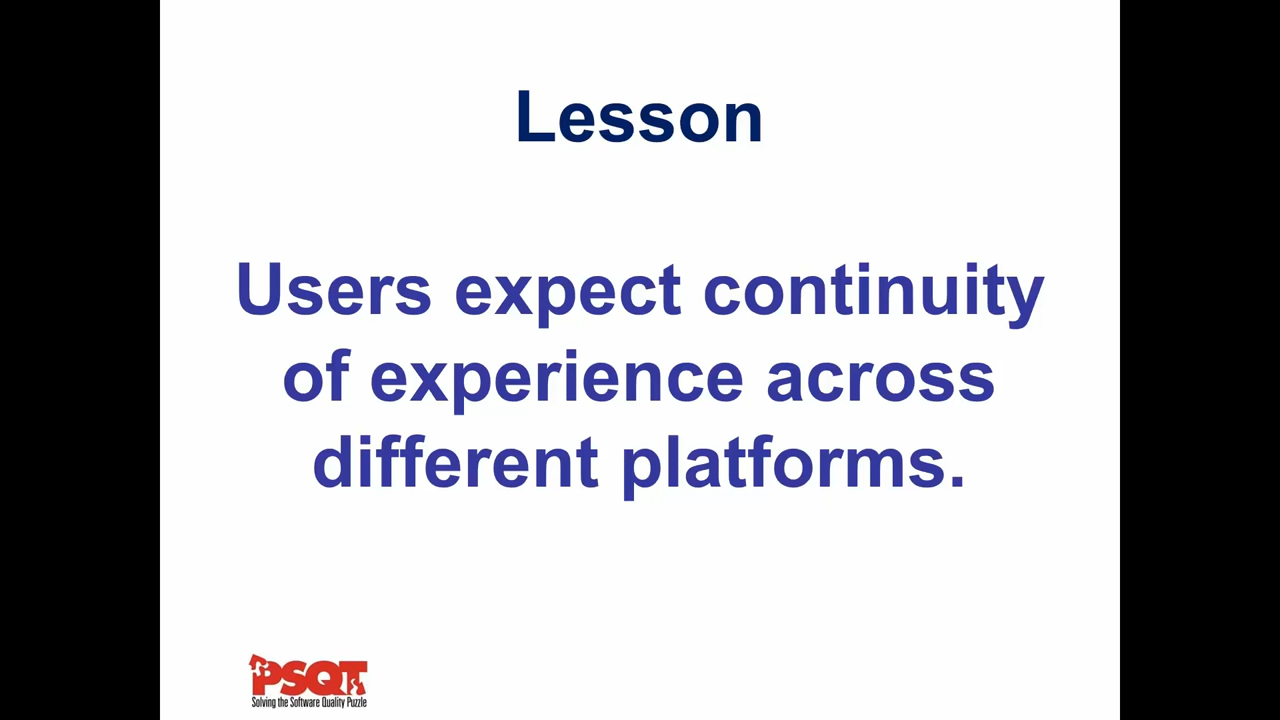 Lesson
Users expect continuity
of experience across
different platforms.
PSQT
Solving the Software Quality Puzzle